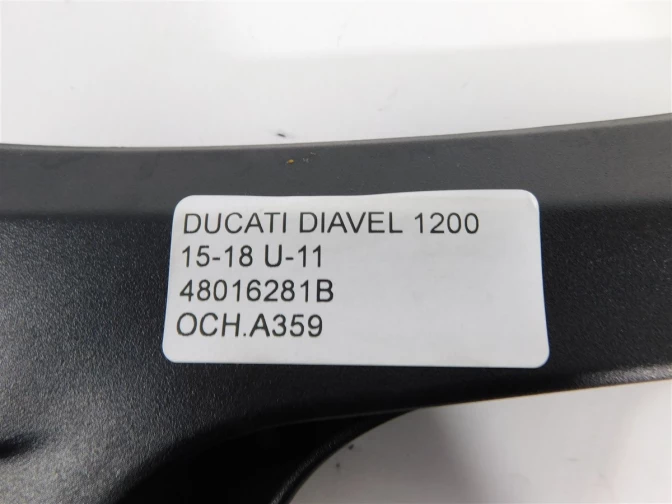 DUCATI DIAVEL 1200
15-18 U-11
48016281B
OCH.A359